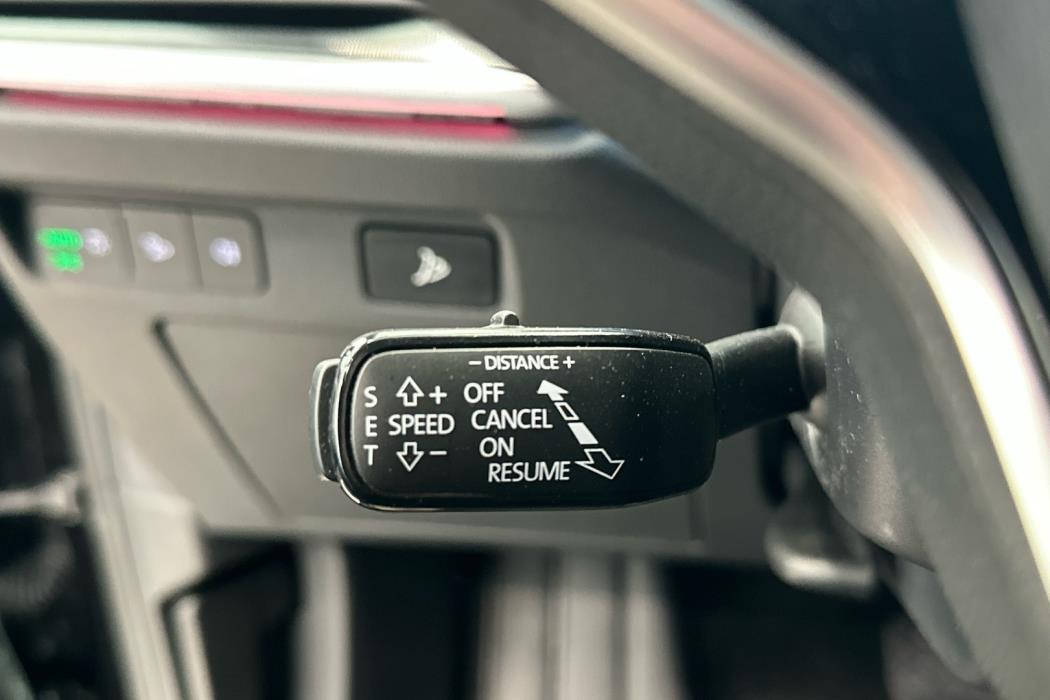 - DISTANCE +
S + OFF
E SPEED CANCEL
T - ON
RESUME